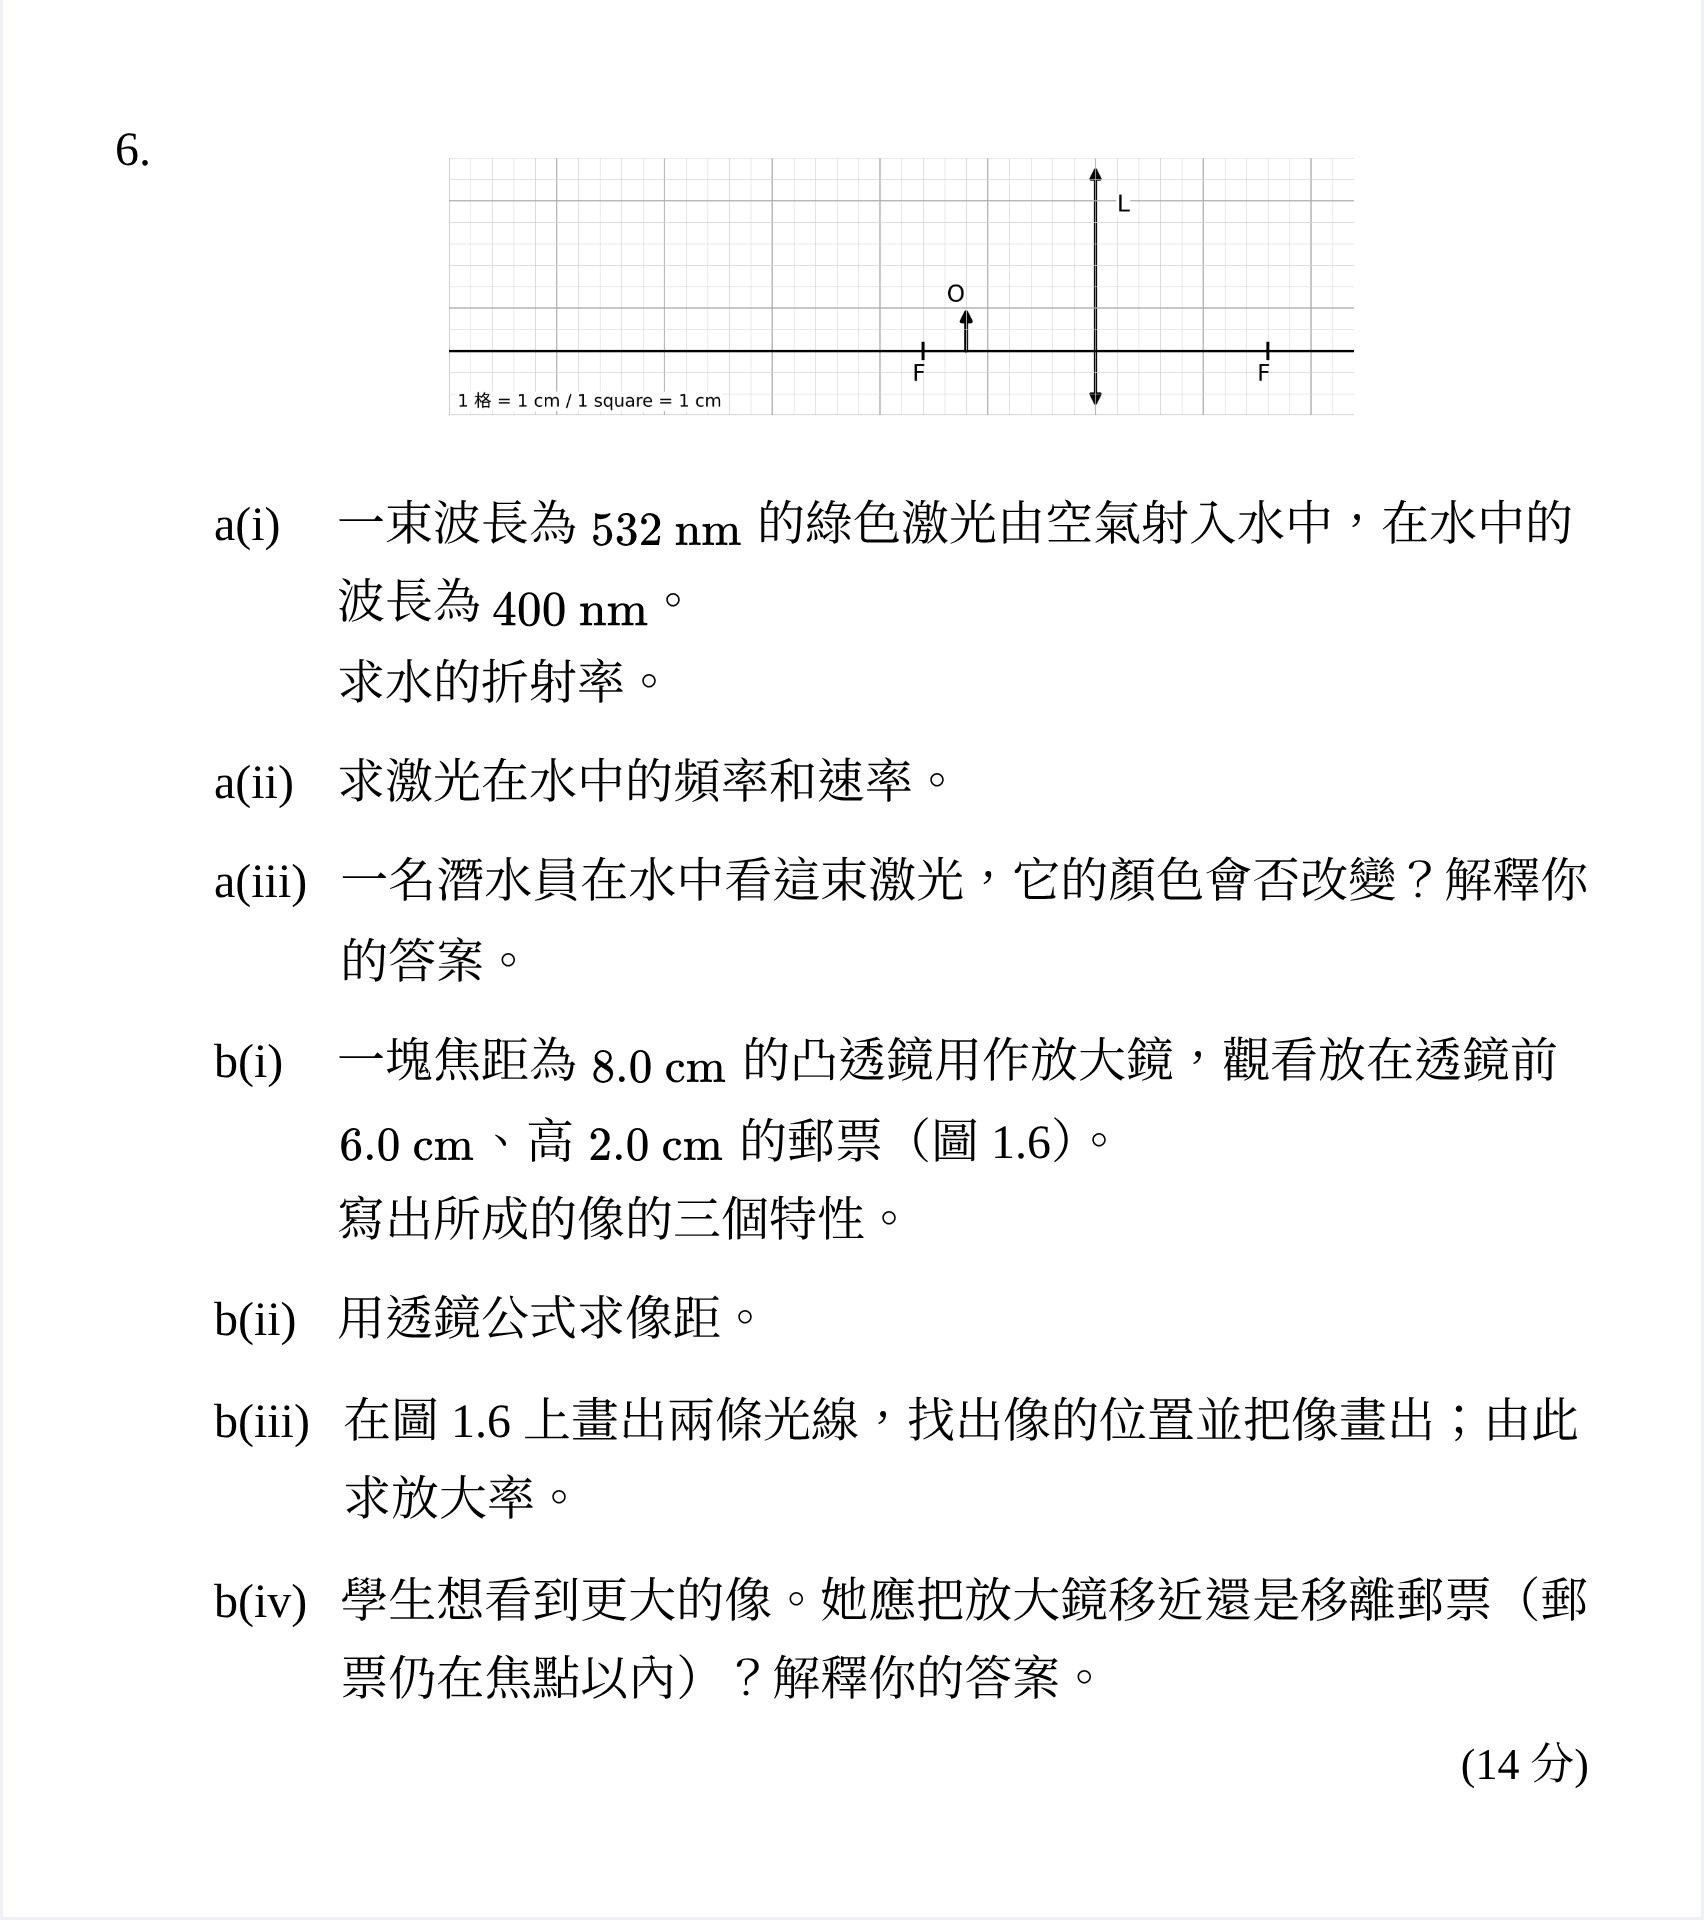 6.
L
O
F
F
1 格 = 1 cm / 1 square = 1 cm
a(i) 一束波長為 532 nm 的綠色激光由空氣射入水中，在水中的
波長為 400 nm。
求水的折射率。
a(ii) 求激光在水中的頻率和速率。
a(iii) 一名潛水員在水中看這束激光，它的顏色會否改變？解釋你
的答案。
b(i) 一塊焦距為 8.0 cm 的凸透鏡用作放大鏡，觀看放在透鏡前
6.0 cm、高 2.0 cm 的郵票（圖 1.6）。
寫出所成的像的三個特性。
b(ii) 用透鏡公式求像距。
b(iii) 在圖 1.6 上畫出兩條光線，找出像的位置並把像畫出；由此
求放大率。
b(iv) 學生想看到更大的像。她應把放大鏡移近還是移離郵票（郵
票仍在焦點以內）？解釋你的答案。
(14 分)